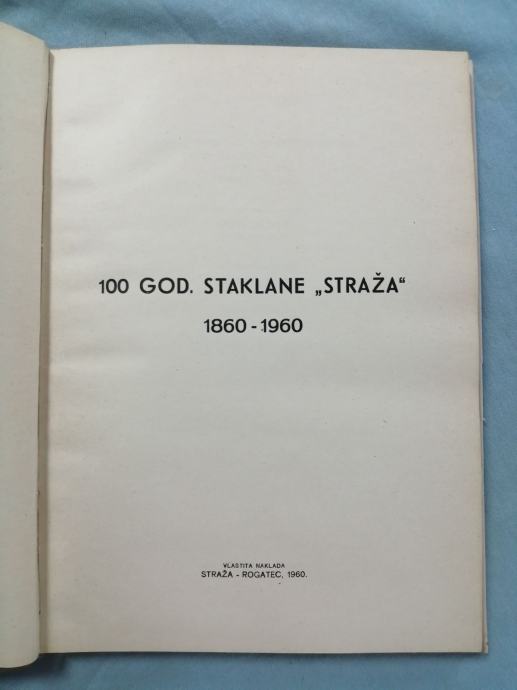 100 GOD. STAKLANE „STRAŽA“
1860 - 1960
VLASTITA NAKLADA
STRAŽA - ROGATEC, 1960.